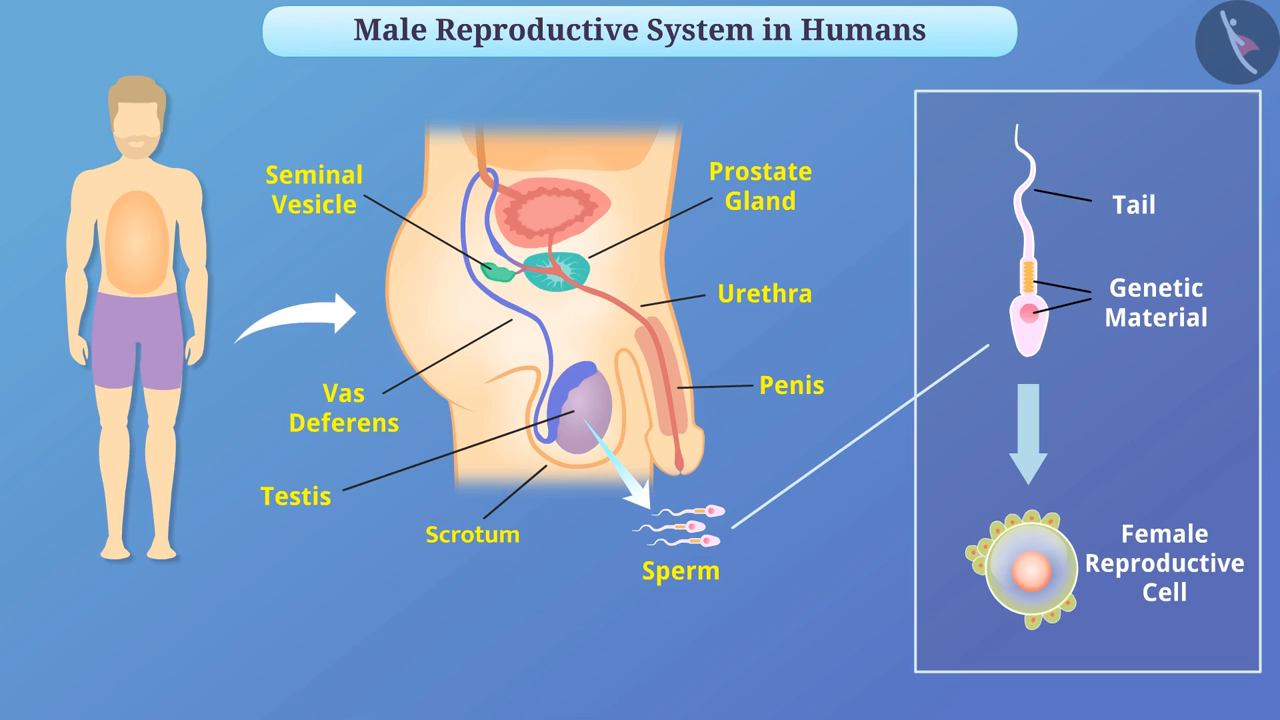 Male Reproductive System in Humans
Seminal
Vesicle
Prostate
Gland
Urethra
Penis
Vas
Deferens
Testis
Scrotum
Sperm
Tail
Genetic
Material
Female
Reproductive
Cell